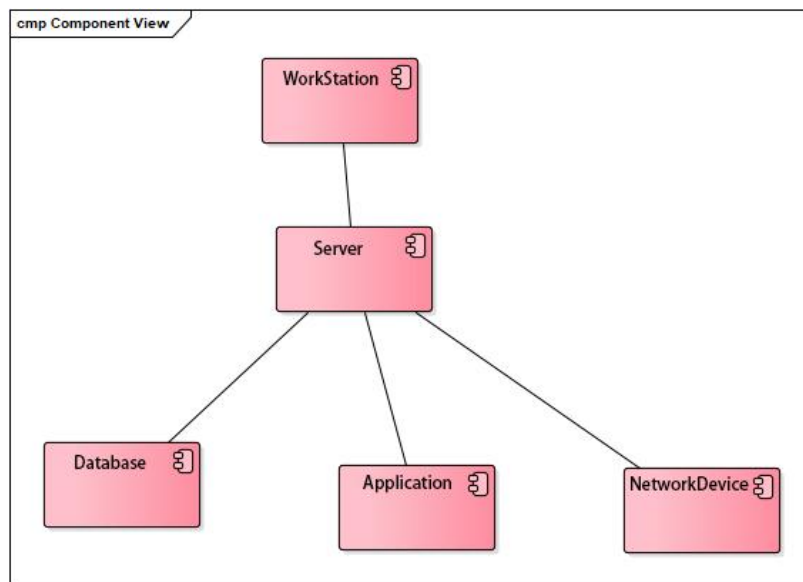 cmp Component View
WorkStation
Server
Database
Application
NetworkDevice